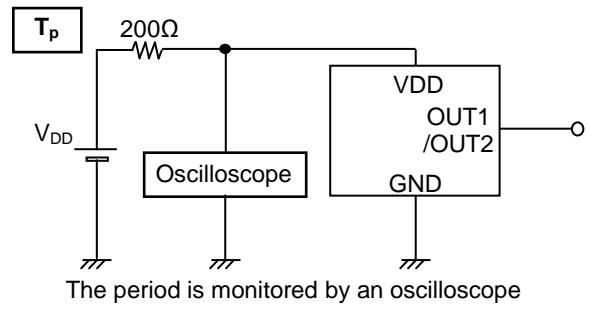 Tp
200Ω
VDD
VDD
OUT1
/OUT2
Oscilloscope
GND
The period is monitored by an oscilloscope